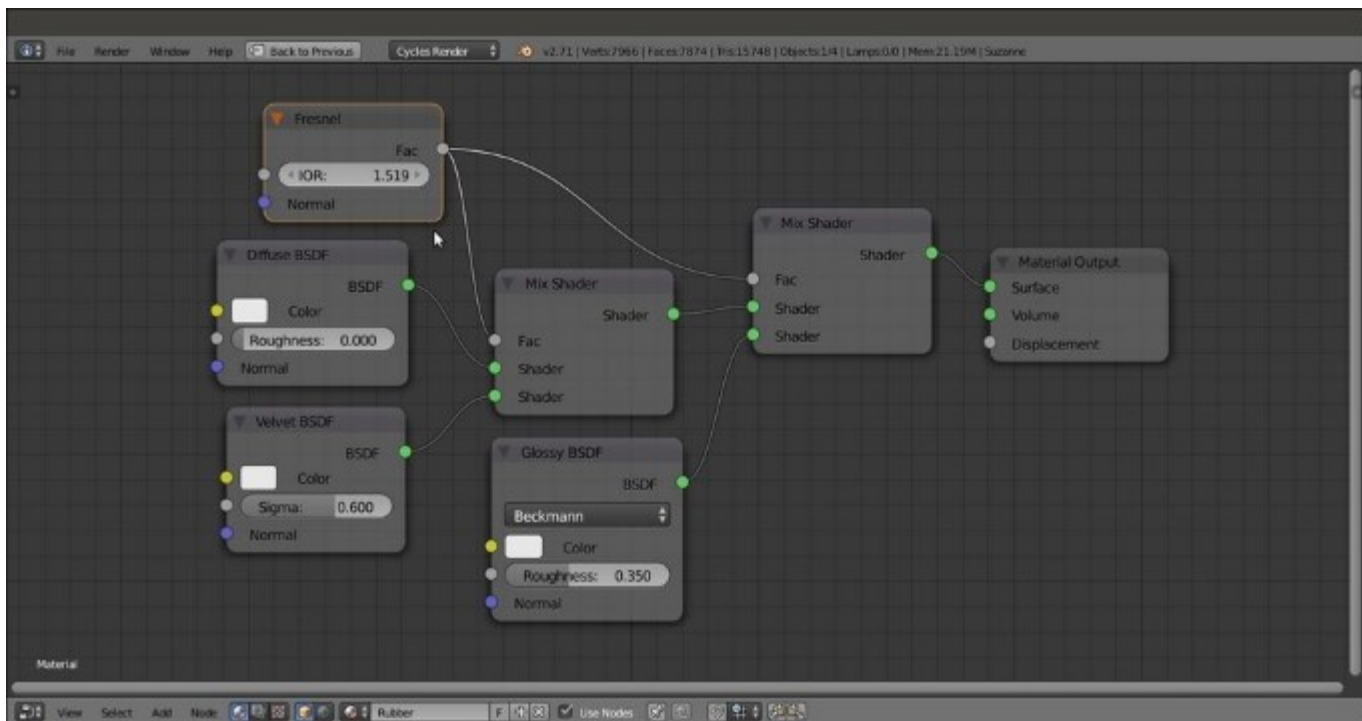 File Render Window Help Back to Previous Cycles Render v2.71 | Verts:7966 | Faces:7874 | Tris:15748 | Objects:1/4 | Lamps:0/0 | Mem:21.19M | Suzanne
Fresnel
Fac
IOR: 1.519
Normal
Diffuse BSDF
BSDF
Color
Roughness: 0.000
Normal
Velvet BSDF
BSDF
Color
Sigma: 0.600
Normal
Mix Shader
Shader
Fac
Shader
Shader
Glossy BSDF
BSDF
Beckmann
Color
Roughness: 0.350
Normal
Mix Shader
Shader
Fac
Shader
Shader
Material Output
Surface
Volume
Displacement
Material
View Select Add Node Rubber F Use Nodes